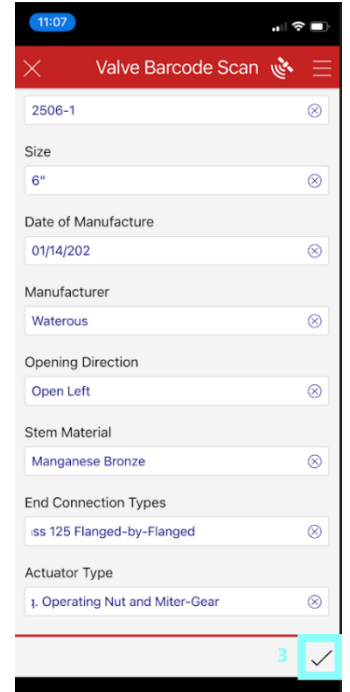 11:07
Valve Barcode Scan
2506-1
Size
6"
Date of Manufacture
01/14/202
Manufacturer
Waterous
Opening Direction
Open Left
Stem Material
Manganese Bronze
End Connection Types
ss 125 Flanged-by-Flanged
Actuator Type
g. Operating Nut and Miter-Gear
3